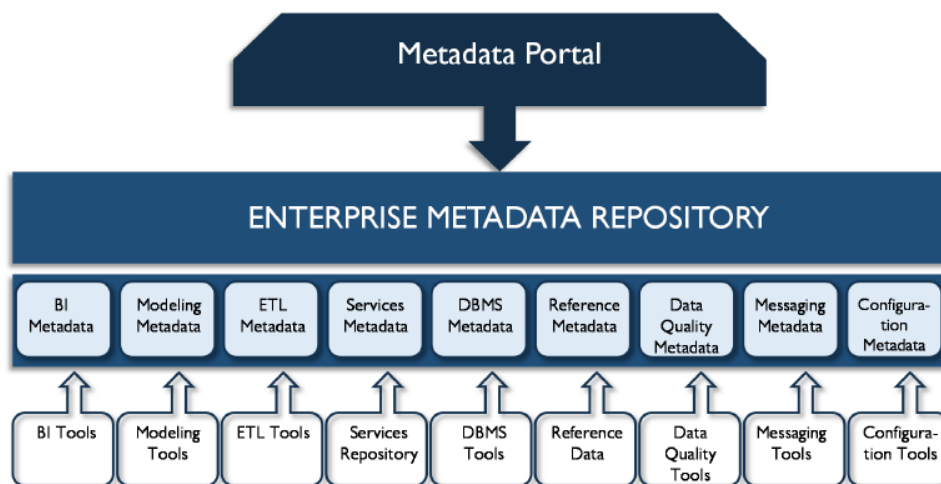 Metadata Portal
ENTERPRISE METADATA REPOSITORY
BI
Metadata
Modeling
Metadata
ETL
Metadata
Services
Metadata
DBMS
Metadata
Reference
Metadata
Data
Quality
Metadata
Messaging
Metadata
Configura-
tion
Metadata
BI Tools
Modeling
Tools
ETL Tools
Services
Repository
DBMS
Tools
Reference
Data
Data
Quality
Tools
Messaging
Tools
Configura-
tion Tools